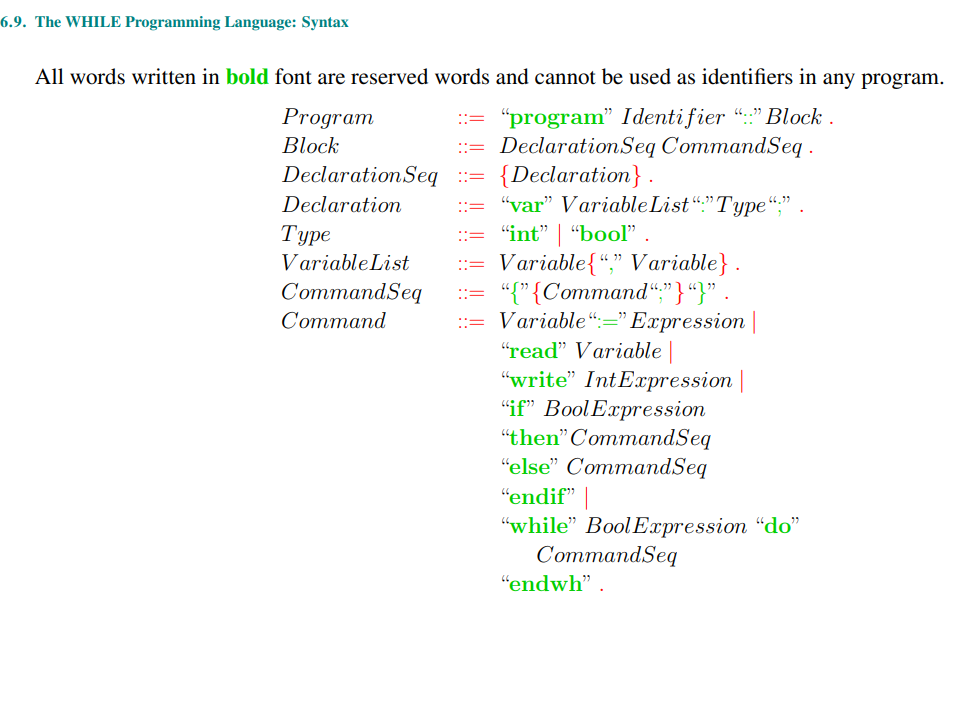 6.9. The WHILE Programming Language: Syntax
All words written in bold font are reserved words and cannot be used as identifiers in any program.
Program ::= “program” Identifier “::” Block .
Block ::= DeclarationSeq CommandSeq .
DeclarationSeq ::= {Declaration} .
Declaration ::= “var” VariableList“:”Type“;” .
Type ::= “int” | “bool” .
VariableList ::= Variable{“,” Variable} .
CommandSeq ::= “{”{Command“;”}“}” .
Command ::= Variable“:=”Expression |
“read” Variable |
“write” IntExpression |
“if” BoolExpression
“then”CommandSeq
“else” CommandSeq
“endif” |
“while” BoolExpression “do”
CommandSeq
“endwh” .